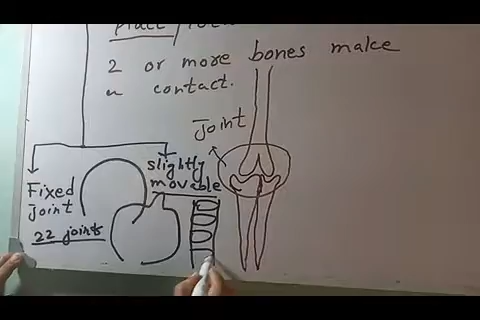 2 or more bones make
a contact.
Joint
slightly
movable
Fixed
joint
22 joints